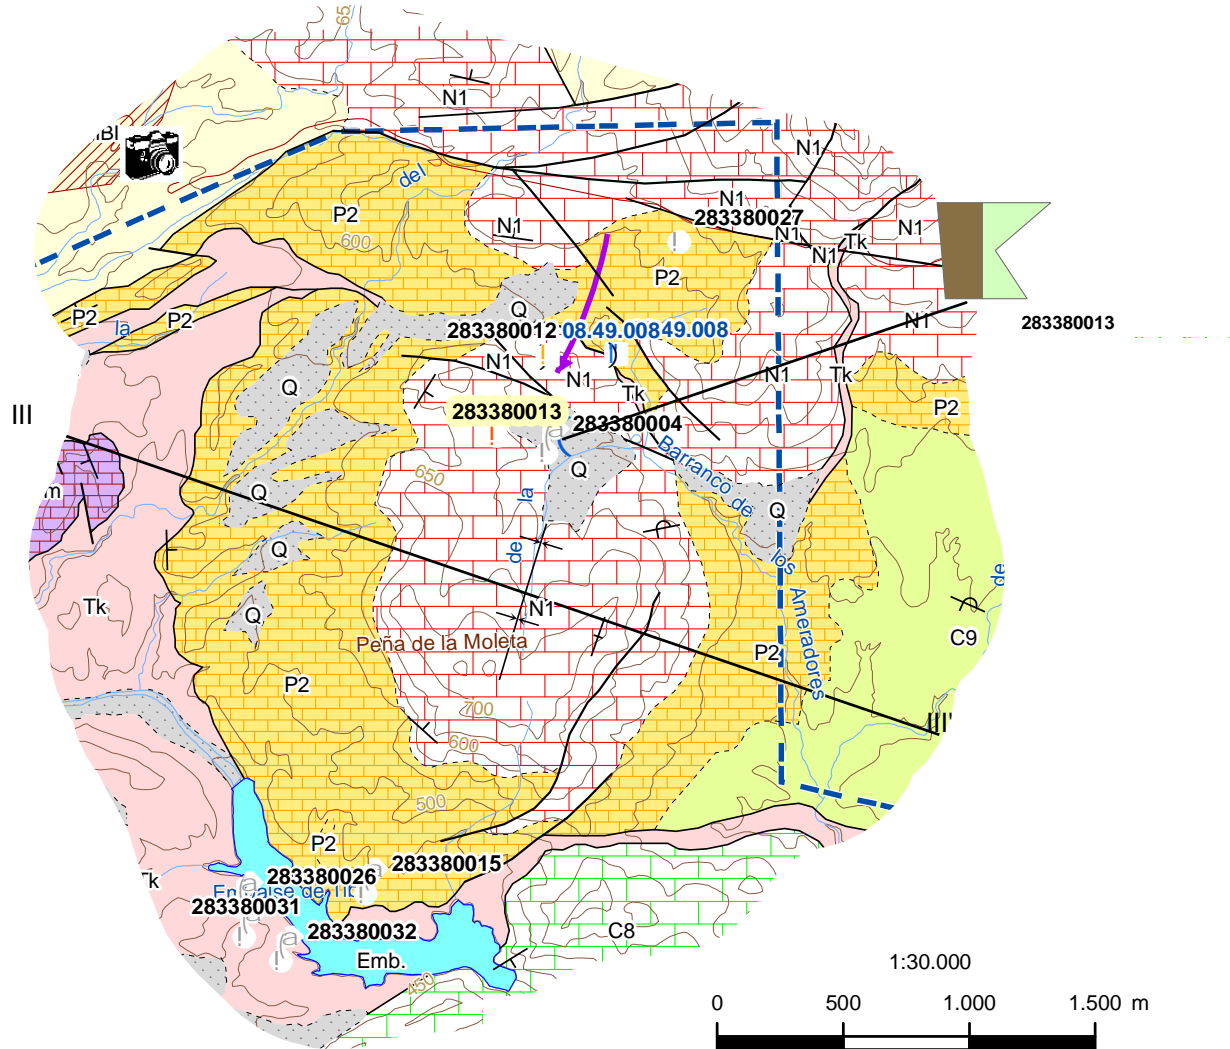 65
N1
IBI
N1
del
P2
600
N1
N1
283380027
N1
N1
Tk
N1
P2
P2
P2
la
Q
283380012
08.49.008
49.008
N1
283380013
N1
N1
N1
Tk
Q
Tk
P2
III
283380013
283380004
Barranco de
Q
650
la
m
Q
Q
de
los
Q
de
Tk
Q
N1
Ameradores
C9
Peña de la Moleta
P2
P2
700
III'
600
500
P2
283380015
Tk
283380026
283380031
283380032
C8
Emb.
450
1:30.000
0 500 1.000 1.500 m